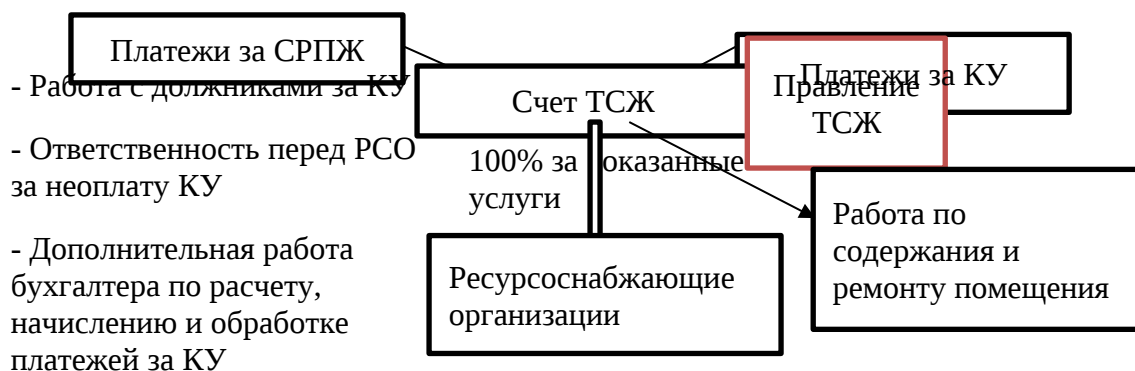 Платежи за СРПЖ
- Работа с должниками за КУ
- Ответственность перед РСО
за неоплату КУ
- Дополнительная работа
бухгалтера по расчету,
начислению и обработке
платежей за КУ
Счет ТСЖ
100% за оказанные
услуги
Ресурсоснабжающие
организации
Платежи за КУ
Правление
ТСЖ
Работа по
содержания и
ремонту помещения